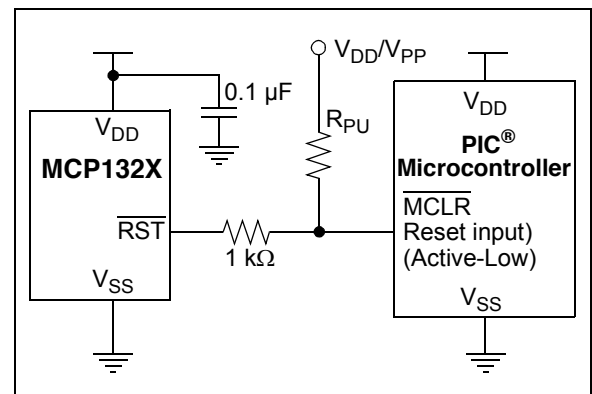 V_DD/V_PP
0.1 µF
V_DD
V_DD
R_PU
PIC®
Microcontroller
MCP132X
RST
MCLR
Reset input)
(Active-Low)
1 kΩ
V_SS
V_SS